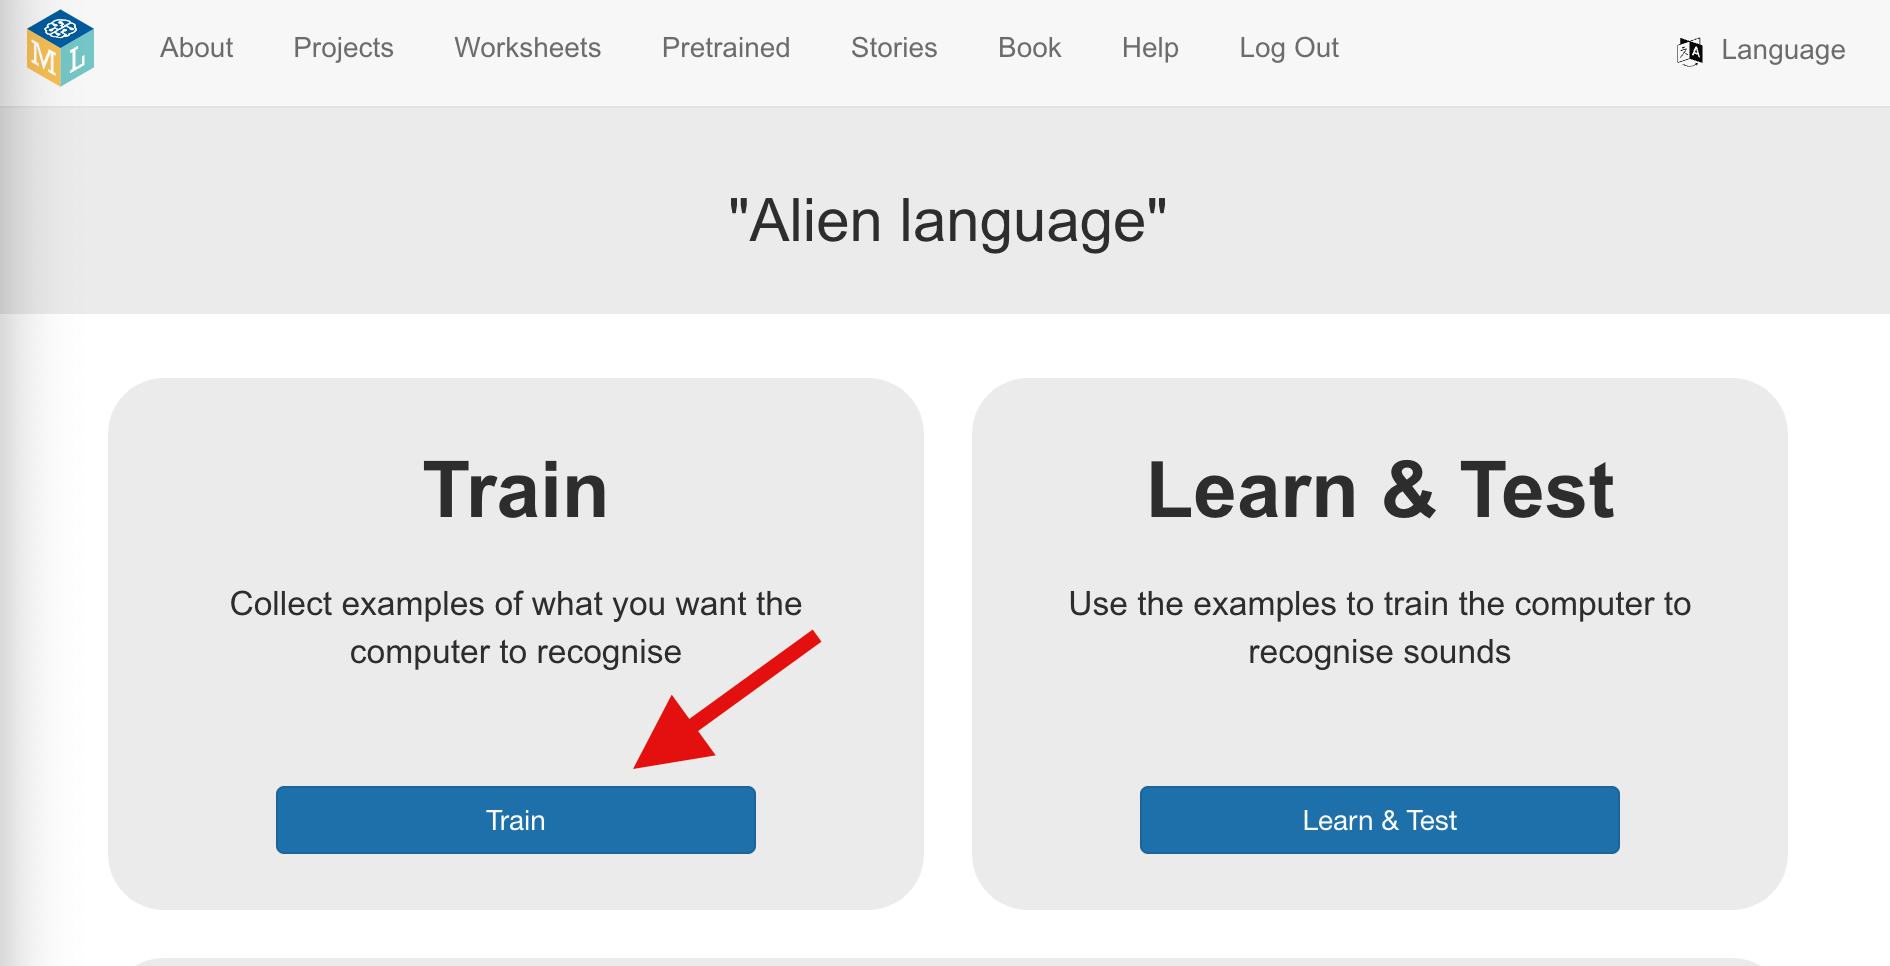 ML
About
Projects
Worksheets
Pretrained
Stories
Book
Help
Log Out
Language
"Alien language"
Train
Collect examples of what you want the
computer to recognise
Train
Learn & Test
Use the examples to train the computer to
recognise sounds
Learn & Test